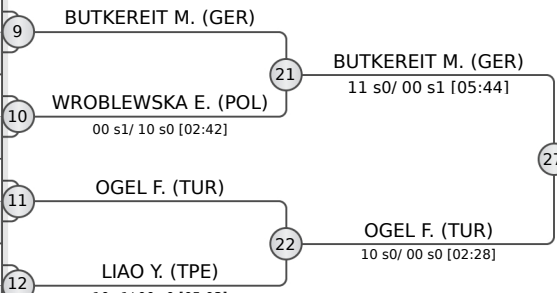 BUTKEREIT M. (GER)
9
BUTKEREIT M. (GER)
21
11 s0/ 00 s1 [05:44]
WROBLEWSKA E. (POL)
10
00 s1/ 10 s0 [02:42]
27
OGEL F. (TUR)
11
OGEL F. (TUR)
22
10 s0/ 00 s0 [02:28]
LIAO Y. (TPE)
12